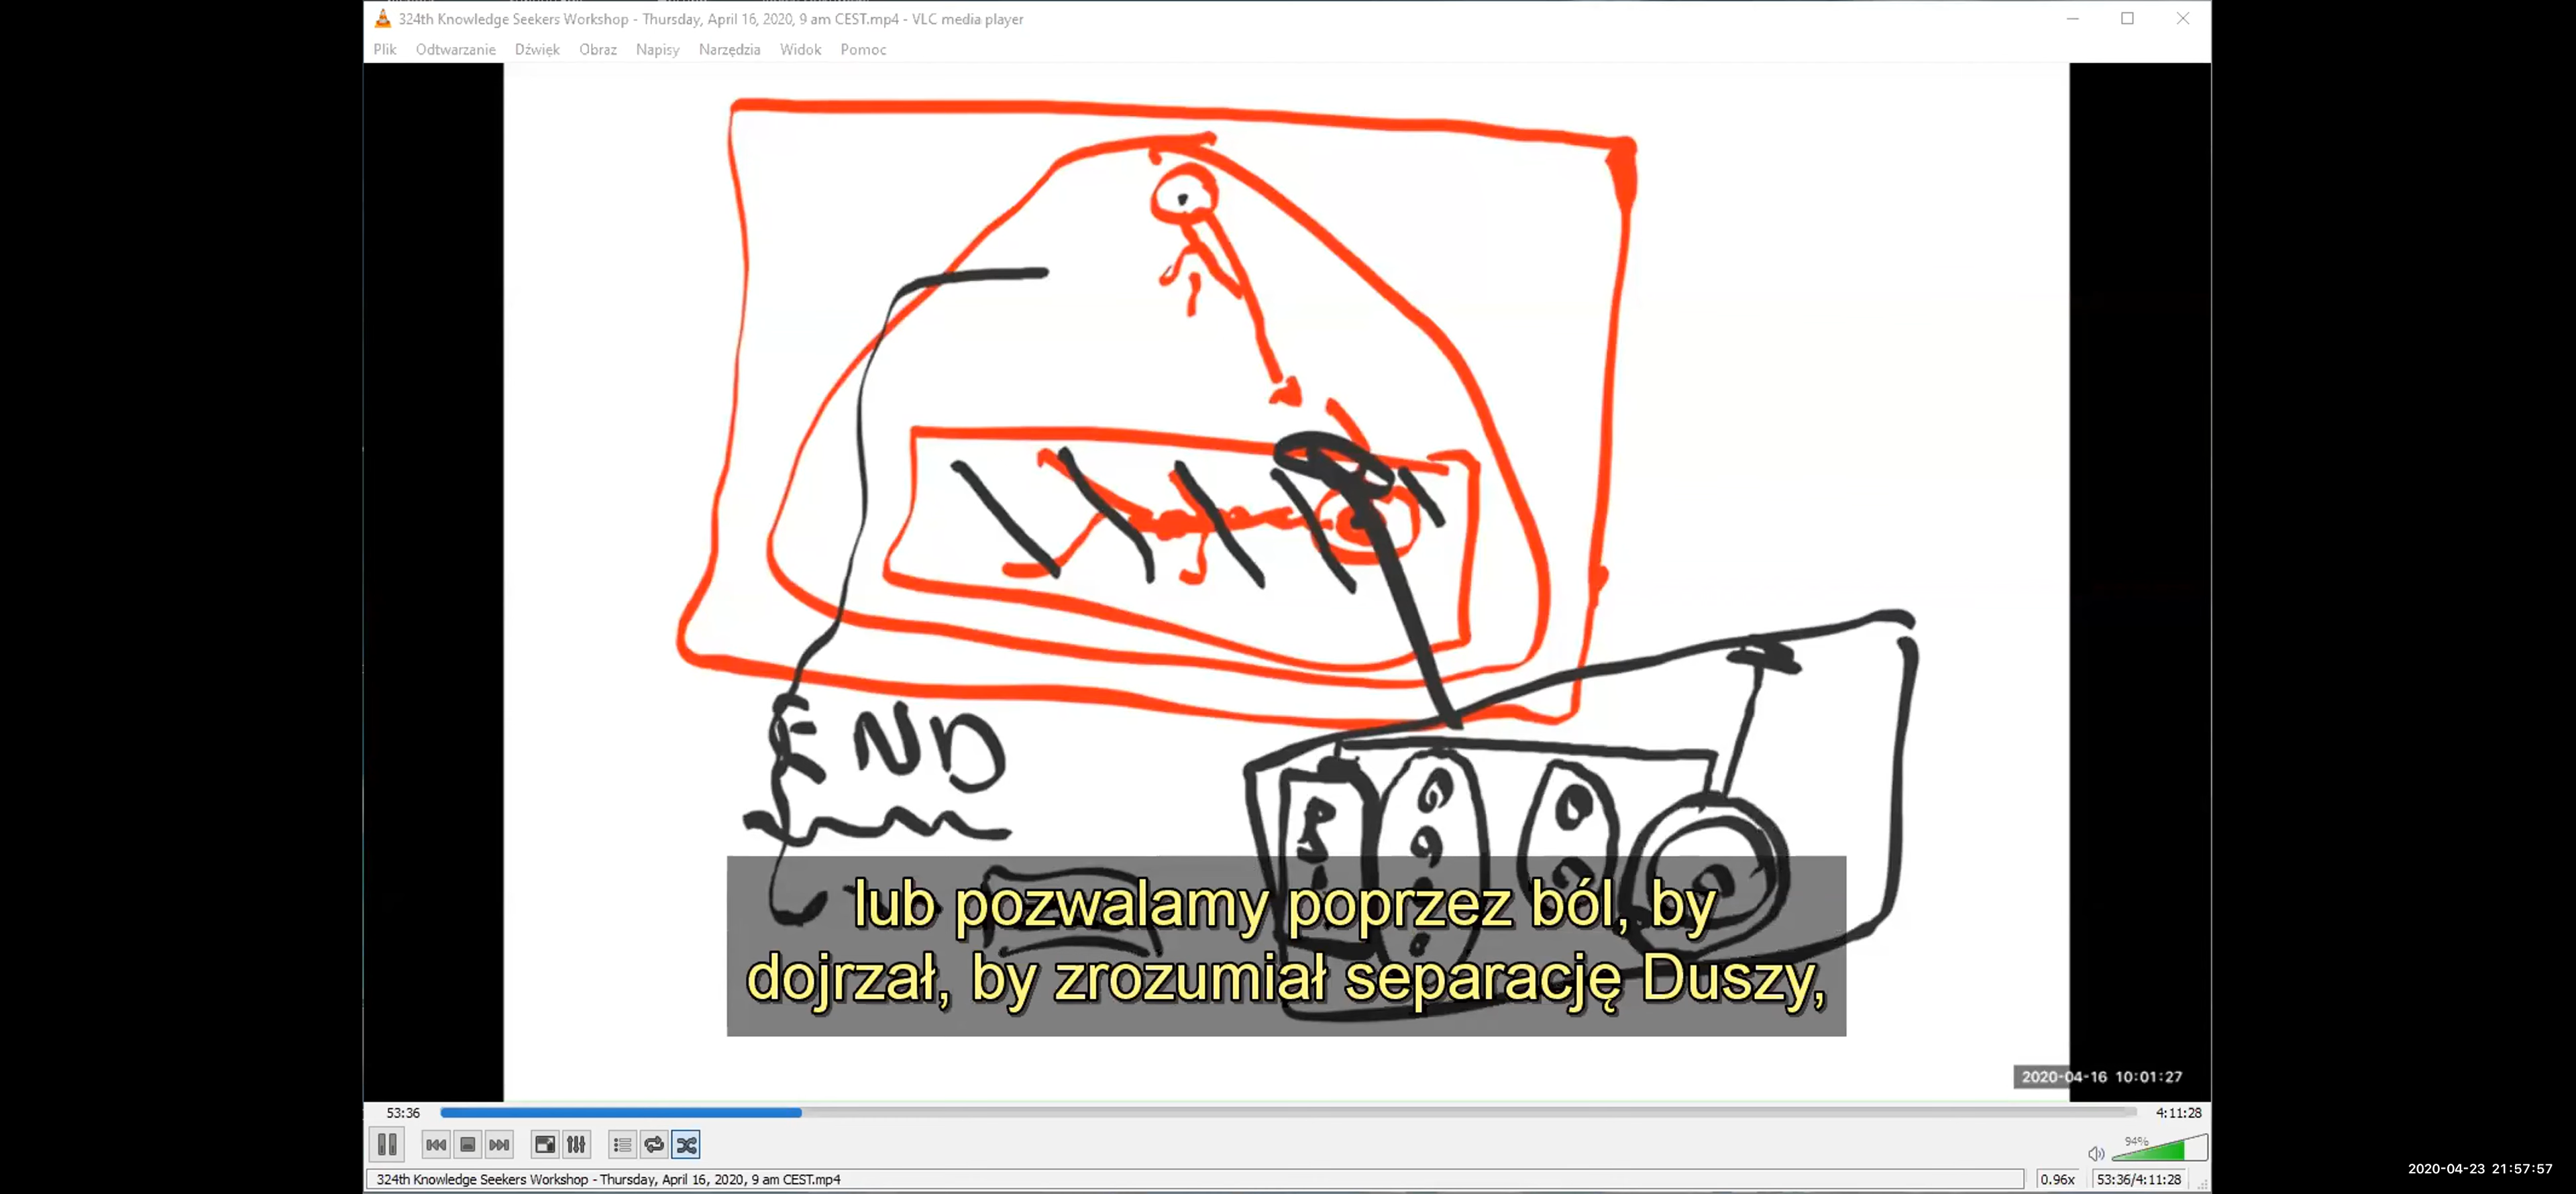 324th Knowledge Seekers Workshop - Thursday, April 16, 2020, 9 am CEST.mp4 - VLC media player
Plik Odtwarzanie Dźwięk Obraz Napisy Narzędzia Widok Pomoc
END
lub pozwalamy poprzez ból, by
dojrzał, by zrozumiał separację Duszy,
2020-04-16 10:01:27
53:36 4:11:28
94%
2020-04-23 21:57:57
324th Knowledge Seekers Workshop - Thursday, April 16, 2020, 9 am CEST.mp4 0.96x 53:36/4:11:28